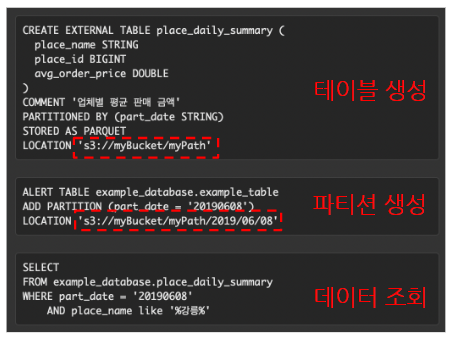 CREATE EXTERNAL TABLE place_daily_summary (
place_name STRING
place_id BIGINT
avg_order_price DOUBLE
)
COMMENT '업체별 평균 판매 금액'
PARTITIONED BY (part_date STRING)
STORED AS PARQUET
LOCATION 's3://myBucket/myPath'
테이블 생성
ALERT TABLE example_database.example_table
ADD PARTITION (part_date = '20190608')
LOCATION 's3://myBucket/myPath/2019/06/08'
파티션 생성
SELECT
FROM example_database.place_daily_summary
WHERE part_date = '20190608'
AND place_name like '%강릉%'
데이터 조회